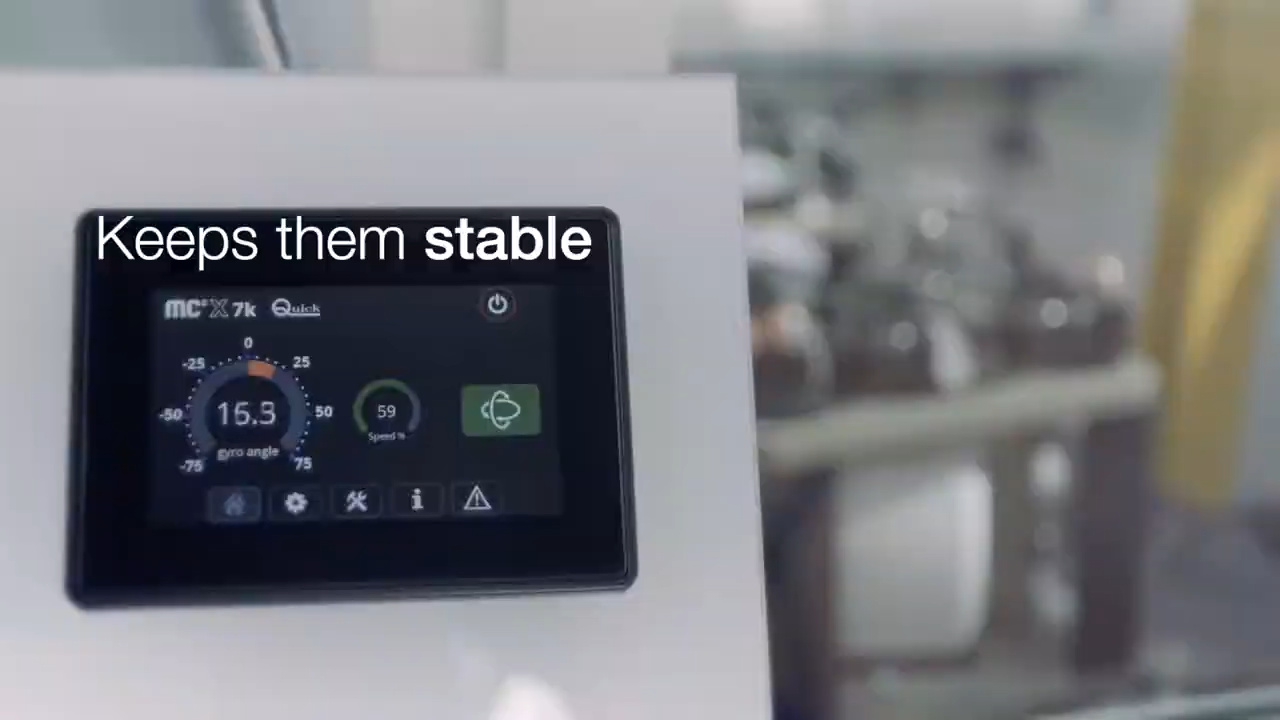 Keeps them stable
MC²X 7k Quick
0
-25 25
-50 16.3 50
gyro angle
-75 75
59
Speed %